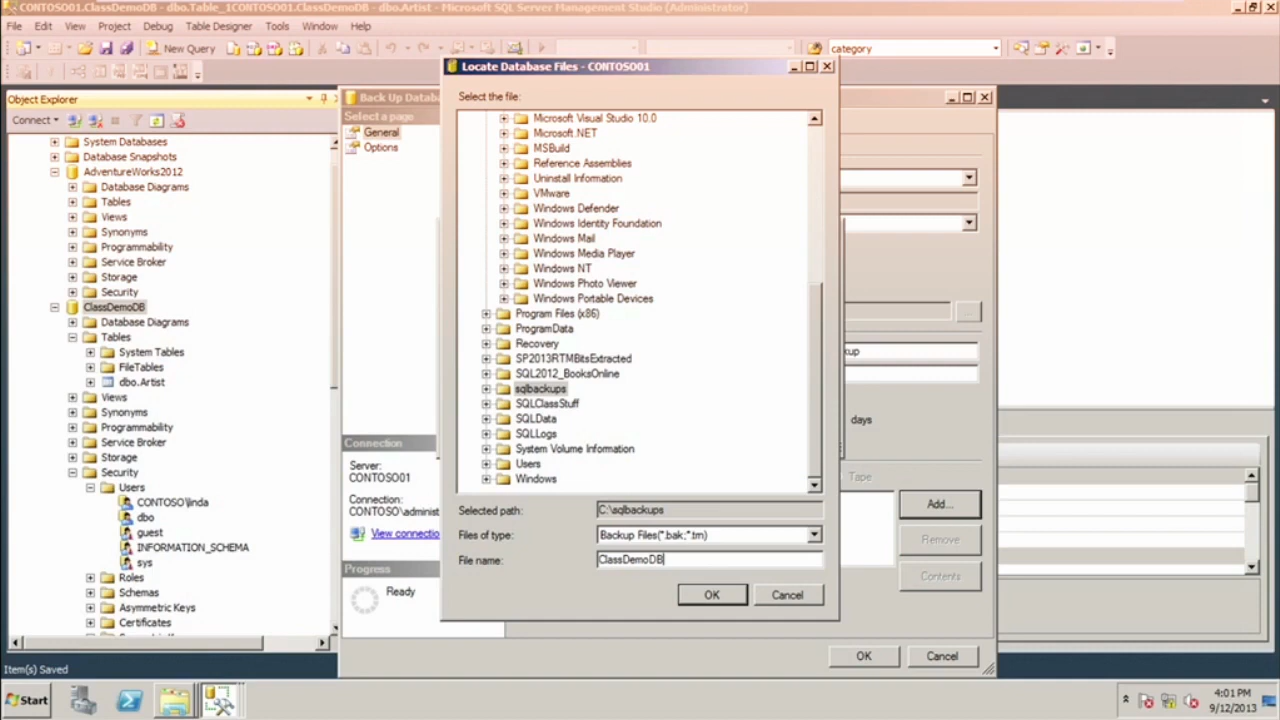 CONTOSO01.ClassDemoDB - dbo.Table_1CONTOSO01.ClassDemoDB - dbo.Artist - Microsoft SQL Server Management Studio (Administrator)
File Edit View Project Debug Table Designer Tools Window Help
New Query
category
Object Explorer
Connect
System Databases
Database Snapshots
AdventureWorks2012
Database Diagrams
Tables
Views
Synonyms
Programmability
Service Broker
Storage
Security
ClassDemoDB
Database Diagrams
Tables
System Tables
FileTables
dbo.Artist
Views
Synonyms
Programmability
Service Broker
Storage
Security
Users
CONTOSO\linda
dbo
guest
INFORMATION_SCHEMA
sys
Roles
Schemas
Asymmetric Keys
Certificates
Back Up Datab
Select a page
General
Options
Connection
Server:
CONTOSO01
Connection:
CONTOSO\administ
View connectio
Progress
Ready
Locate Database Files - CONTOSO01
Select the file:
Microsoft Visual Studio 10.0
Microsoft.NET
MSBuild
Reference Assemblies
Uninstall Information
VMware
Windows Defender
Windows Identity Foundation
Windows Mail
Windows Media Player
Windows NT
Windows Photo Viewer
Windows Portable Devices
Program Files (x86)
ProgramData
Recovery
SP2013RTMBitsExtracted
SQL2012_BooksOnline
sqlbackups
SQLClassStuff
SQLData
SQLLogs
System Volume Information
Users
Windows
Selected path: C:\sqlbackups
Files of type: Backup Files(*.bak;*.trn)
File name: ClassDemoDB
OK Cancel
...
kup
days
Tape
Add...
Remove
Contents
OK Cancel
Item(s) Saved
Start
4:01 PM
9/12/2013